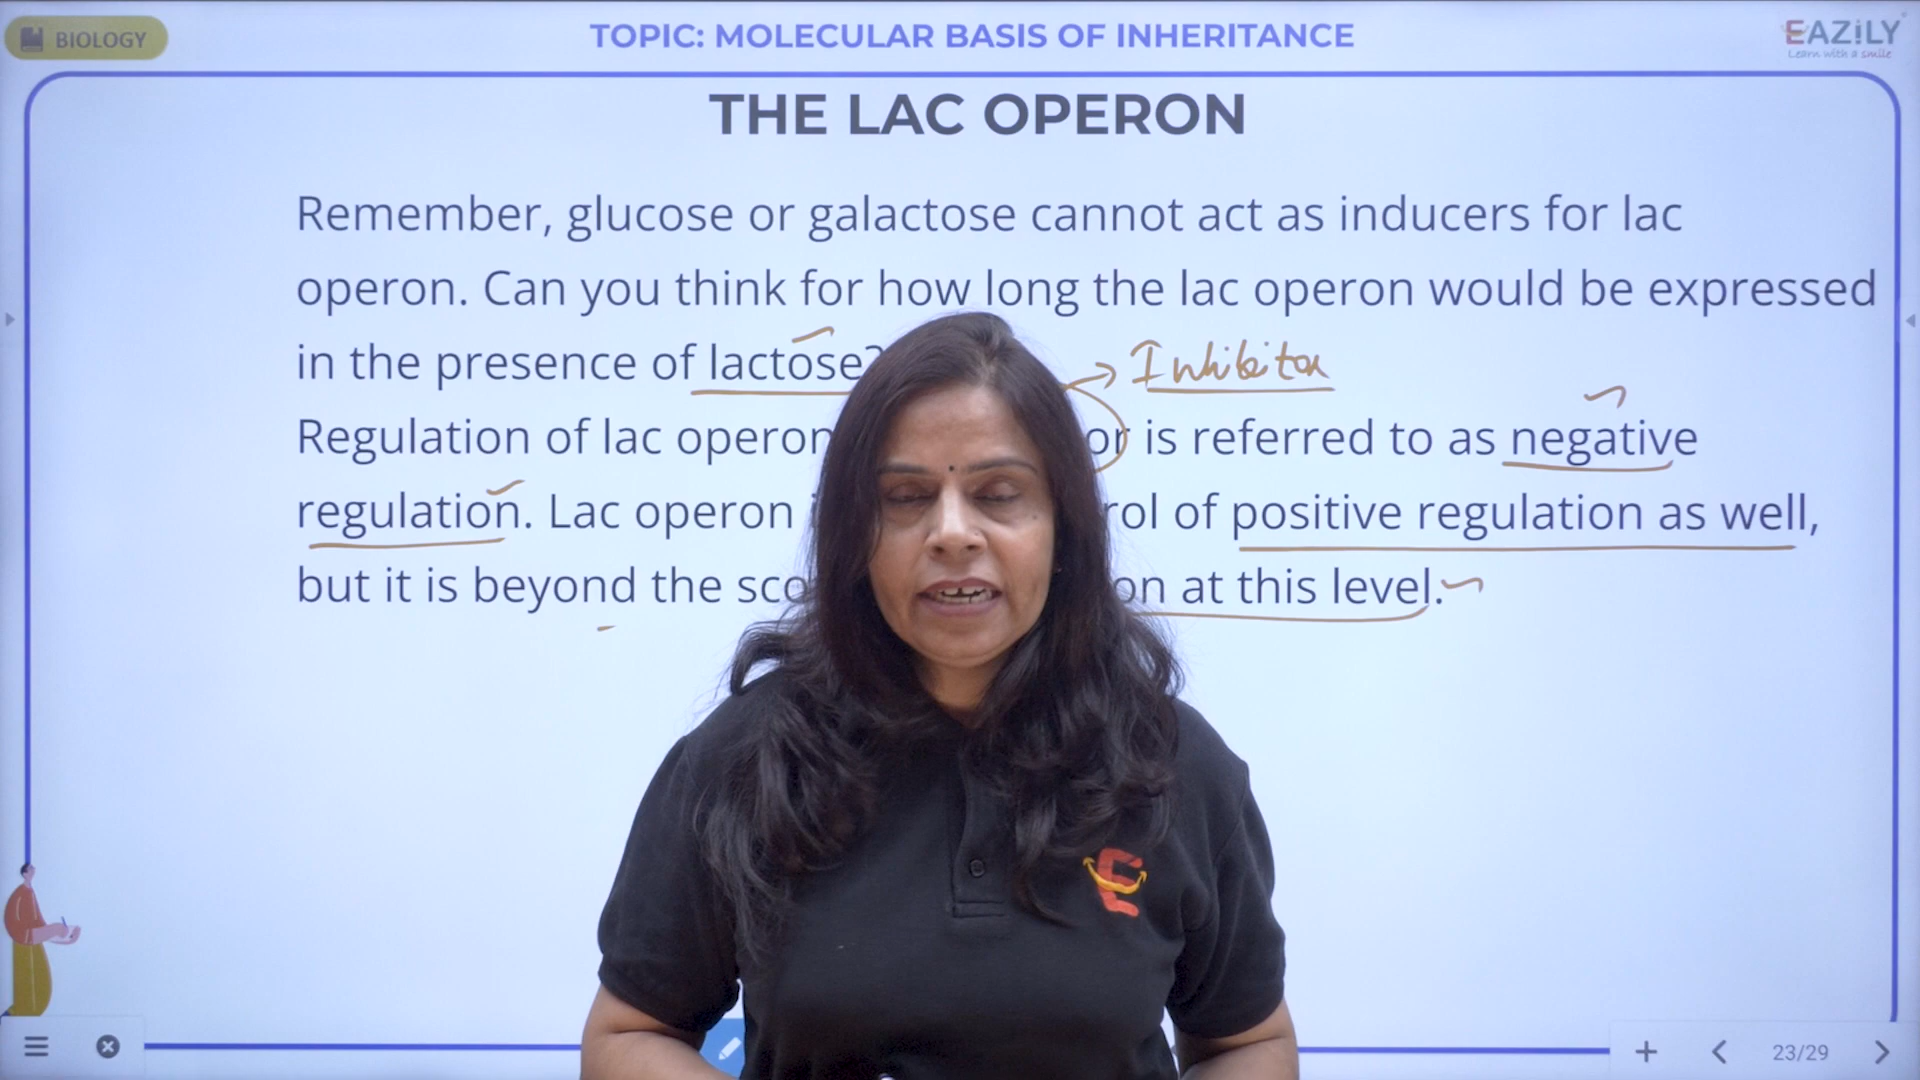 BIOLOGY
TOPIC: MOLECULAR BASIS OF INHERITANCE
EAZiLY
Learn with a smile
THE LAC OPERON
Remember, glucose or galactose cannot act as inducers for lac
operon. Can you think for how long the lac operon would be expressed
in the presence of lactose?
Inhibitor
Regulation of lac operon or is referred to as negative
regulation. Lac operon rol of positive regulation as well,
but it is beyond the sco on at this level.
E
23/29